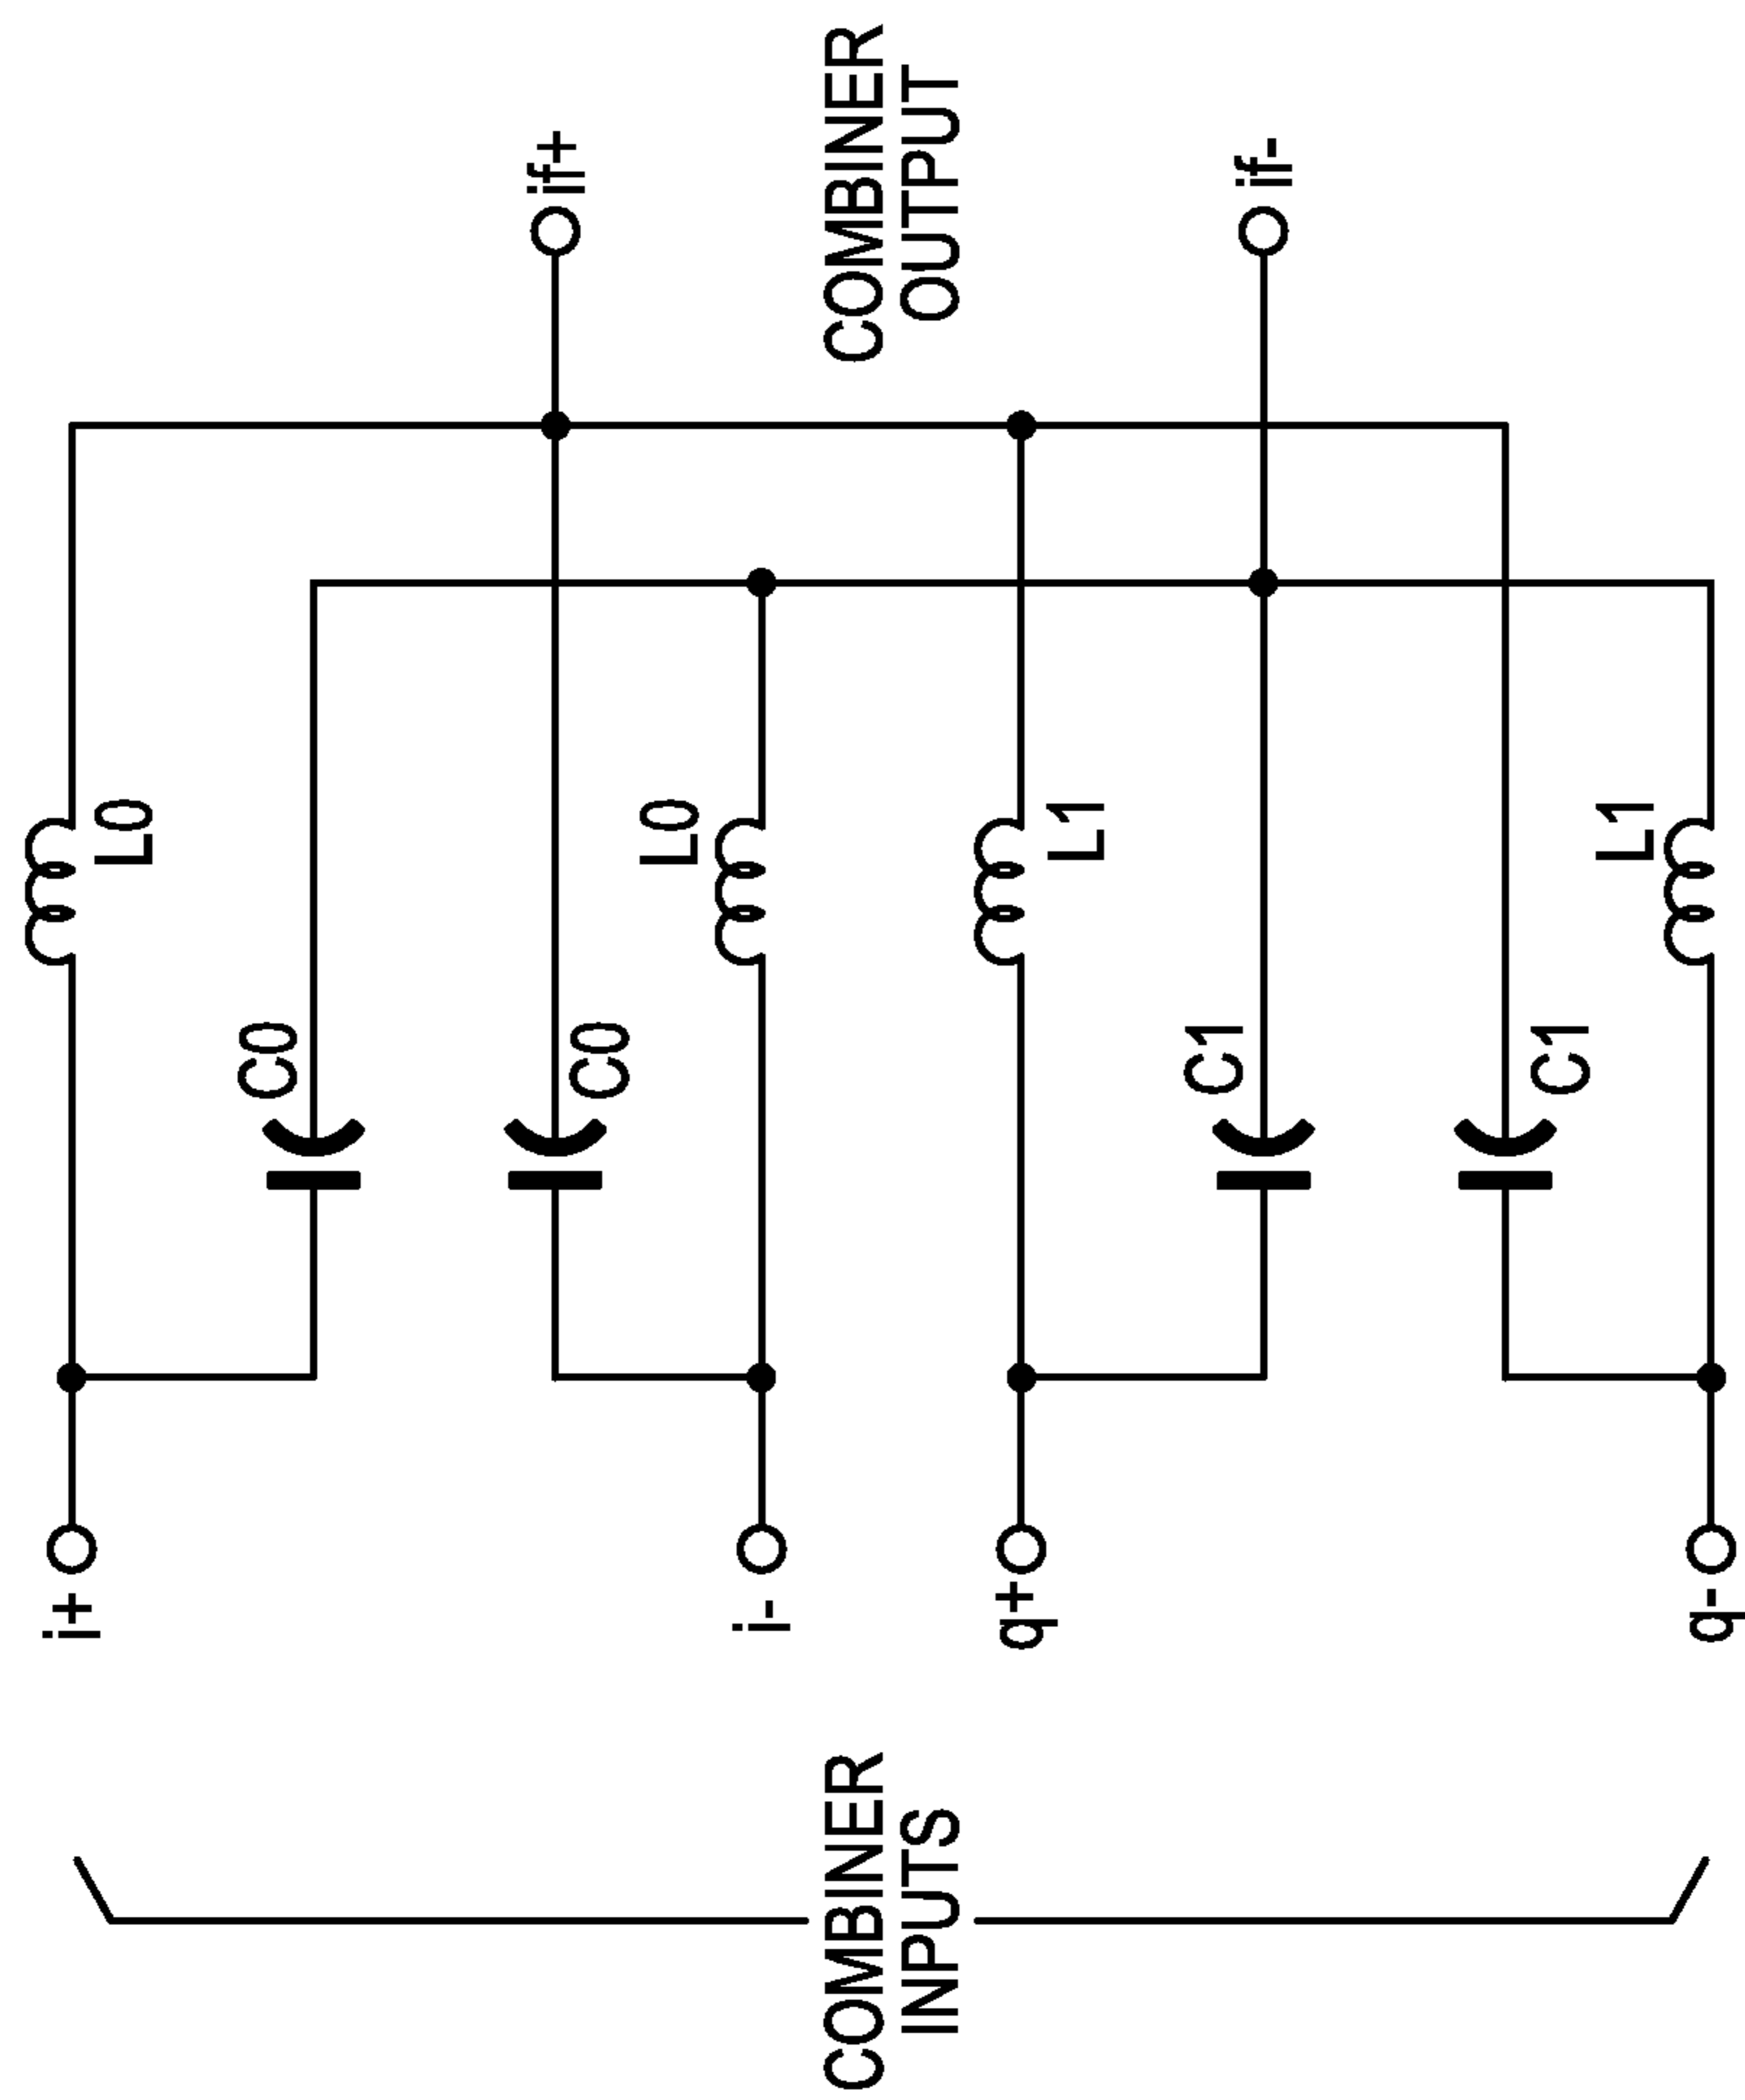 i+
L0
C0
if+
C0
L0
i-
COMBINER
INPUTS
COMBINER
OUTPUT
q+
L1
C1
if-
C1
L1
q-